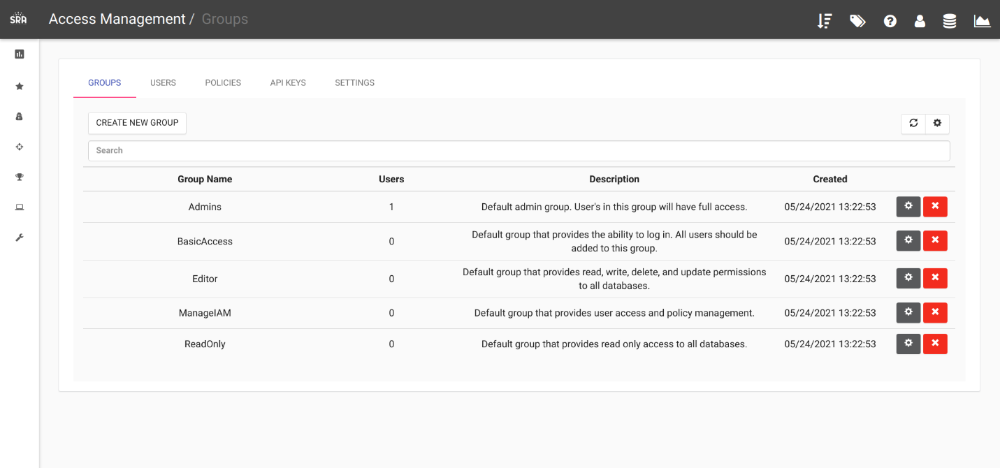 SRA
Access Management / Groups
GROUPS USERS POLICIES API KEYS SETTINGS
CREATE NEW GROUP
Search
Group Name Users Description Created
Admins 1 Default admin group. User's in this group will have full access. 05/24/2021 13:22:53
BasicAccess 0 Default group that provides the ability to log in. All users should be
added to this group. 05/24/2021 13:22:53
Editor 0 Default group that provides read, write, delete, and update permissions
to all databases. 05/24/2021 13:22:53
ManageIAM 0 Default group that provides user access and policy management. 05/24/2021 13:22:53
ReadOnly 0 Default group that provides read only access to all databases. 05/24/2021 13:22:53